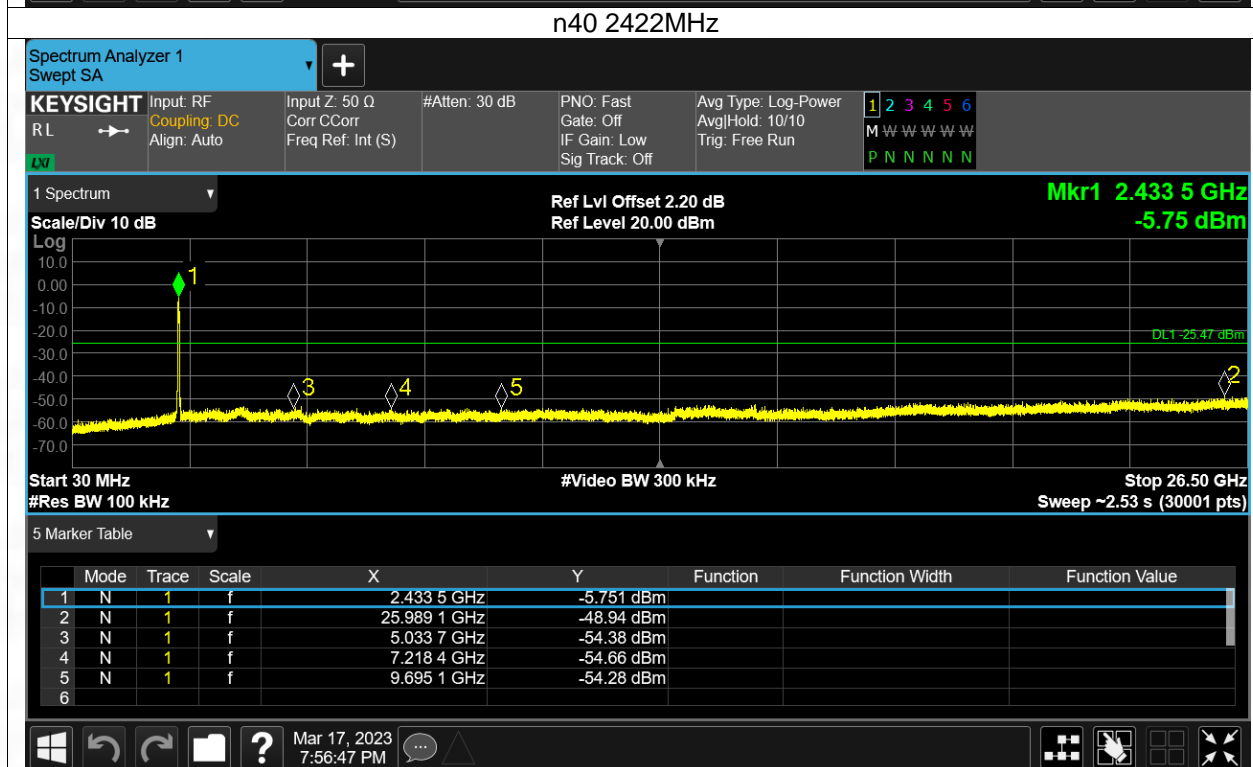 n40 2422MHz
Spectrum Analyzer 1
Swept SA
KEYSIGHT
RL
LXI
Input: RF
Coupling: DC
Align: Auto
Input Z: 50 Ω
Corr CCorr
Freq Ref: Int (S)
#Atten: 30 dB
PNO: Fast
Gate: Off
IF Gain: Low
Sig Track: Off
Avg Type: Log-Power
Avg|Hold: 10/10
Trig: Free Run
1 2 3 4 5 6
M W W W W W
P N N N N N
1 Spectrum
Scale/Div 10 dB
Ref Lvl Offset 2.20 dB
Ref Level 20.00 dBm
Mkr1 2.433 5 GHz
-5.75 dBm
Log
10.0
0.00
-10.0
-20.0
-30.0
-40.0
-50.0
-60.0
-70.0
1
DL1 -25.47 dBm
3
4
5
2
Start 30 MHz
#Res BW 100 kHz
#Video BW 300 kHz
Stop 26.50 GHz
Sweep ~2.53 s (30001 pts)
5 Marker Table
Mode Trace Scale X Y Function Function Width Function Value
1 N 1 f 2.433 5 GHz -5.751 dBm
2 N 1 f 25.989 1 GHz -48.94 dBm
3 N 1 f 5.033 7 GHz -54.38 dBm
4 N 1 f 7.218 4 GHz -54.66 dBm
5 N 1 f 9.695 1 GHz -54.28 dBm
6
?
Mar 17, 2023
7:56:47 PM